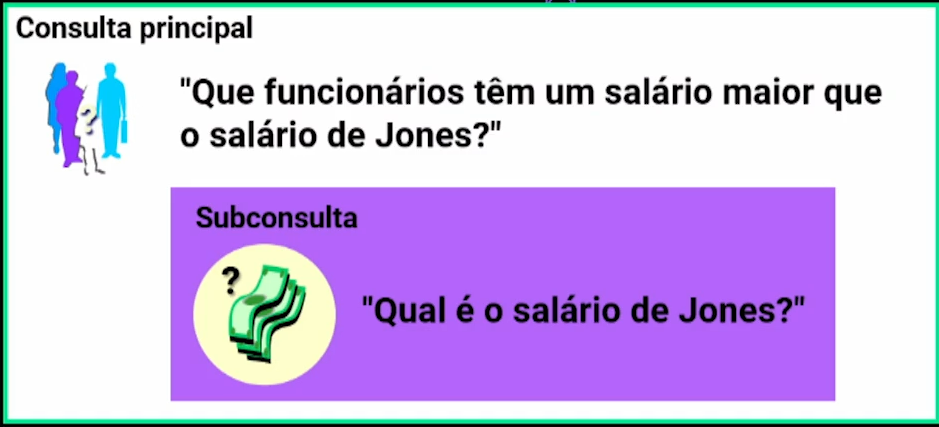 Consulta principal
"Que funcionários têm um salário maior que
o salário de Jones?"
Subconsulta
?
?
"Qual é o salário de Jones?"